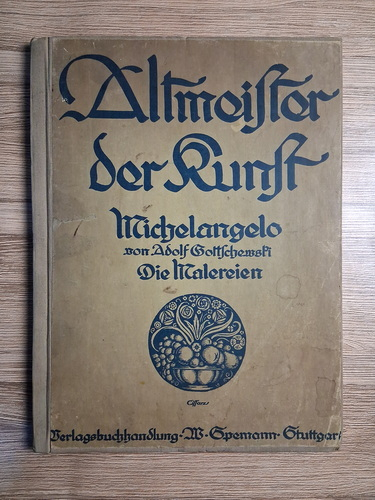 Altmeister
der Kunst
Michelangelo
von Adolf Gottschewski
Die Malereien
Verlagsbuchhandlung · W · Spemann · Stuttgart